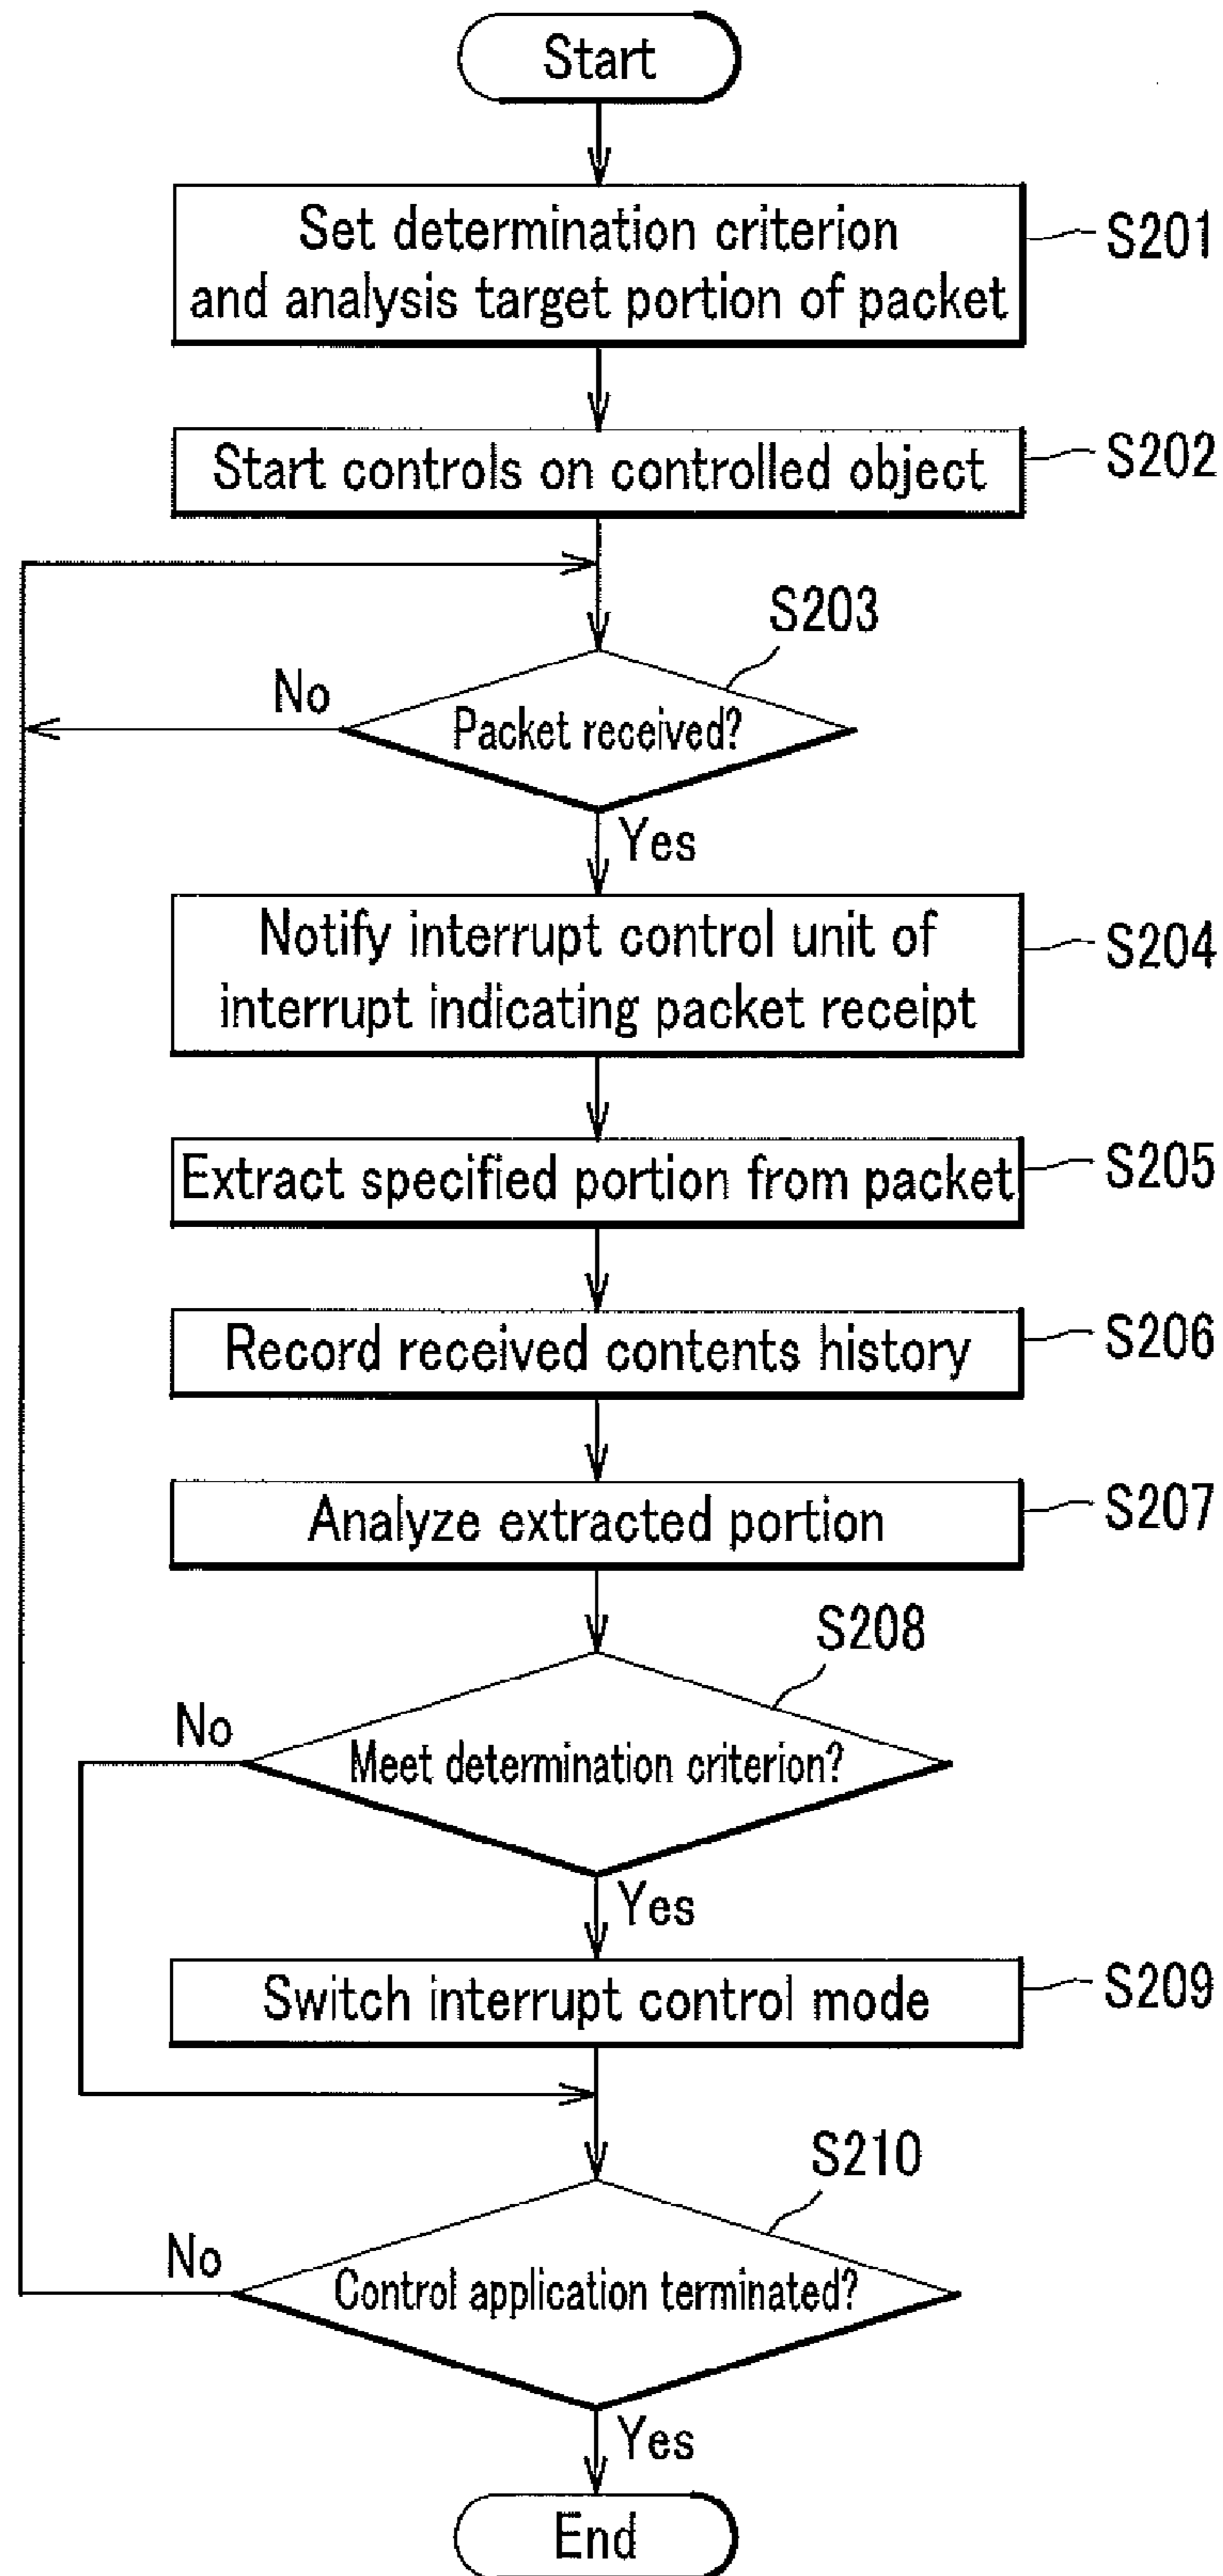 Start
Set determination criterion
and analysis target portion of packet
S201
Start controls on controlled object
S202
S203
No
Packet received?
Yes
Notify interrupt control unit of
interrupt indicating packet receipt
S204
Extract specified portion from packet
S205
Record received contents history
S206
Analyze extracted portion
S207
S208
No
Meet determination criterion?
Yes
Switch interrupt control mode
S209
S210
No
Control application terminated?
Yes
End